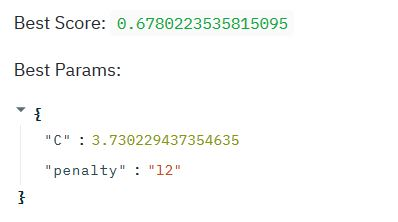 Best Score: 0.6780223535815095
Best Params:
{
"C" : 3.730229437354635
"penalty" : "l2"
}